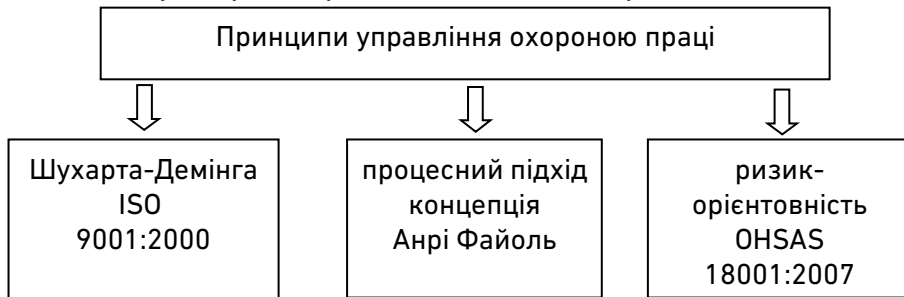 Принципи управління охороною праці
Шухарта-Демінга
ISO
9001:2000
процесний підхід
концепція
Анрі Файоль
ризик-
орієнтовність
OHSAS
18001:2007